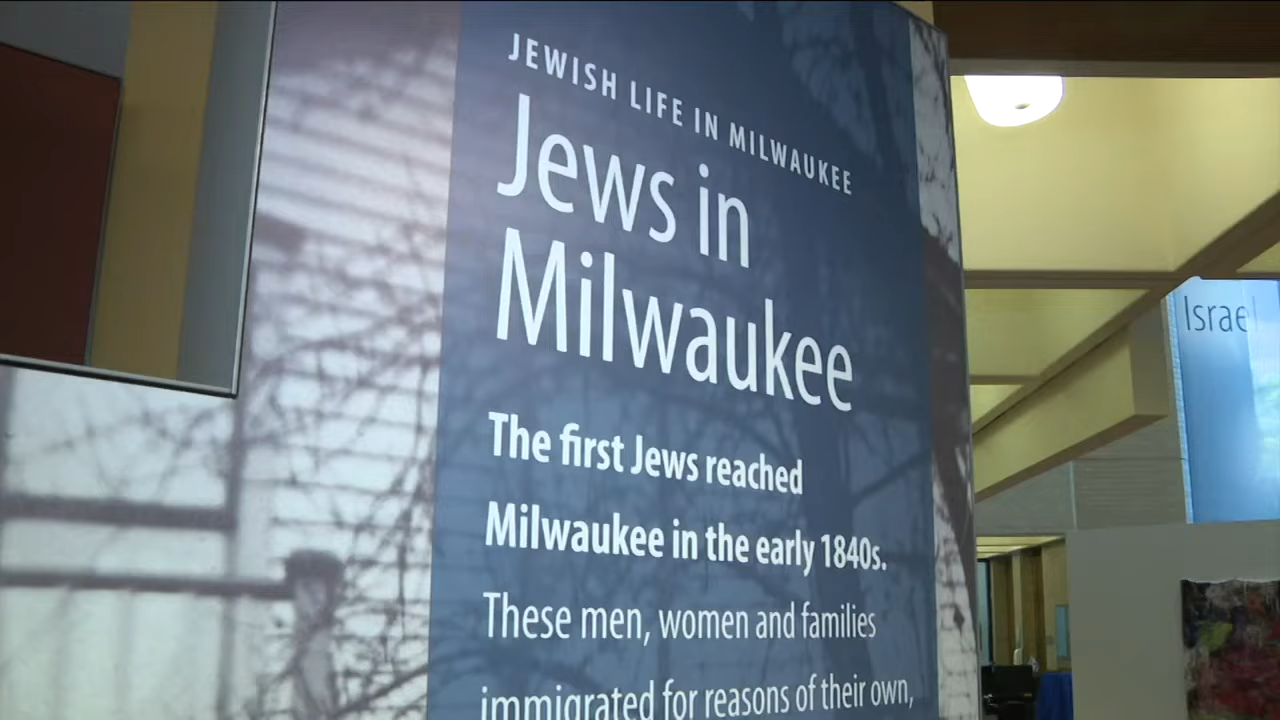 JEWISH LIFE IN MILWAUKEE
Jews in
Milwaukee
The first Jews reached
Milwaukee in the early 1840s.
These men, women and families
immigrated for reasons of their own,
Israel